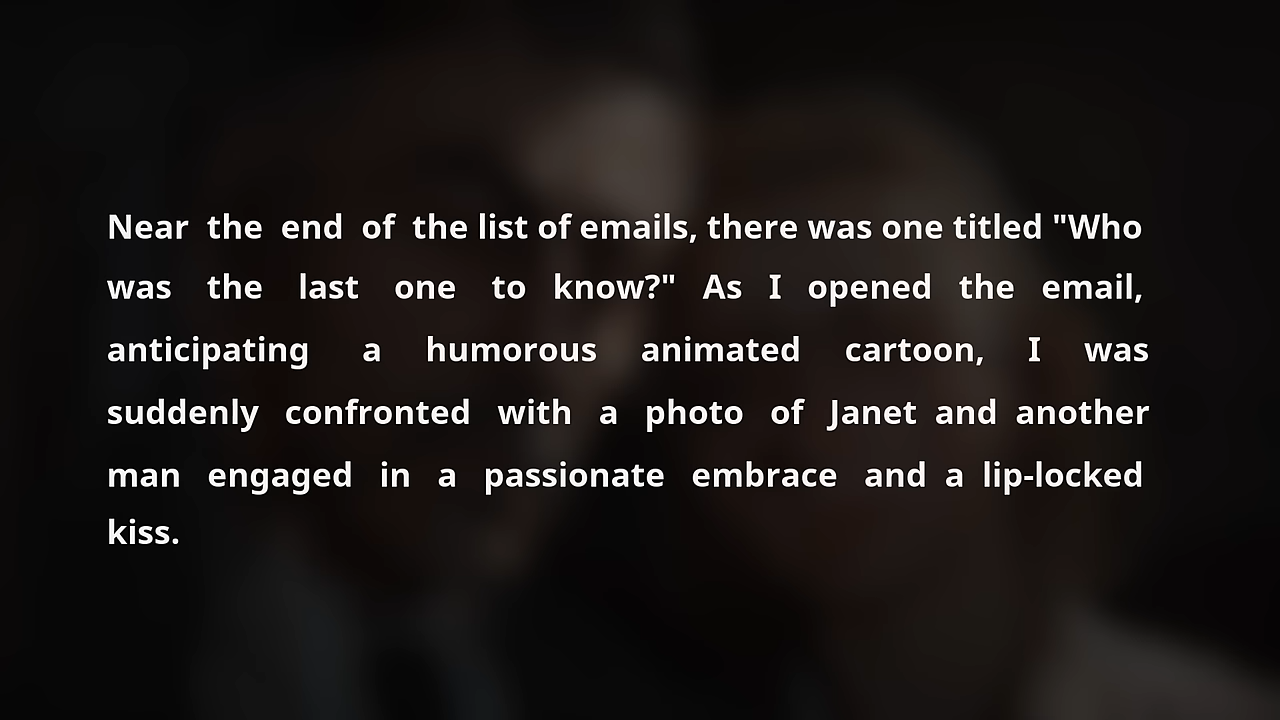 Near the end of the list of emails, there was one titled "Who
was the last one to know?" As I opened the email,
anticipating a humorous animated cartoon, I was
suddenly confronted with a photo of Janet and another
man engaged in a passionate embrace and a lip-locked
kiss.